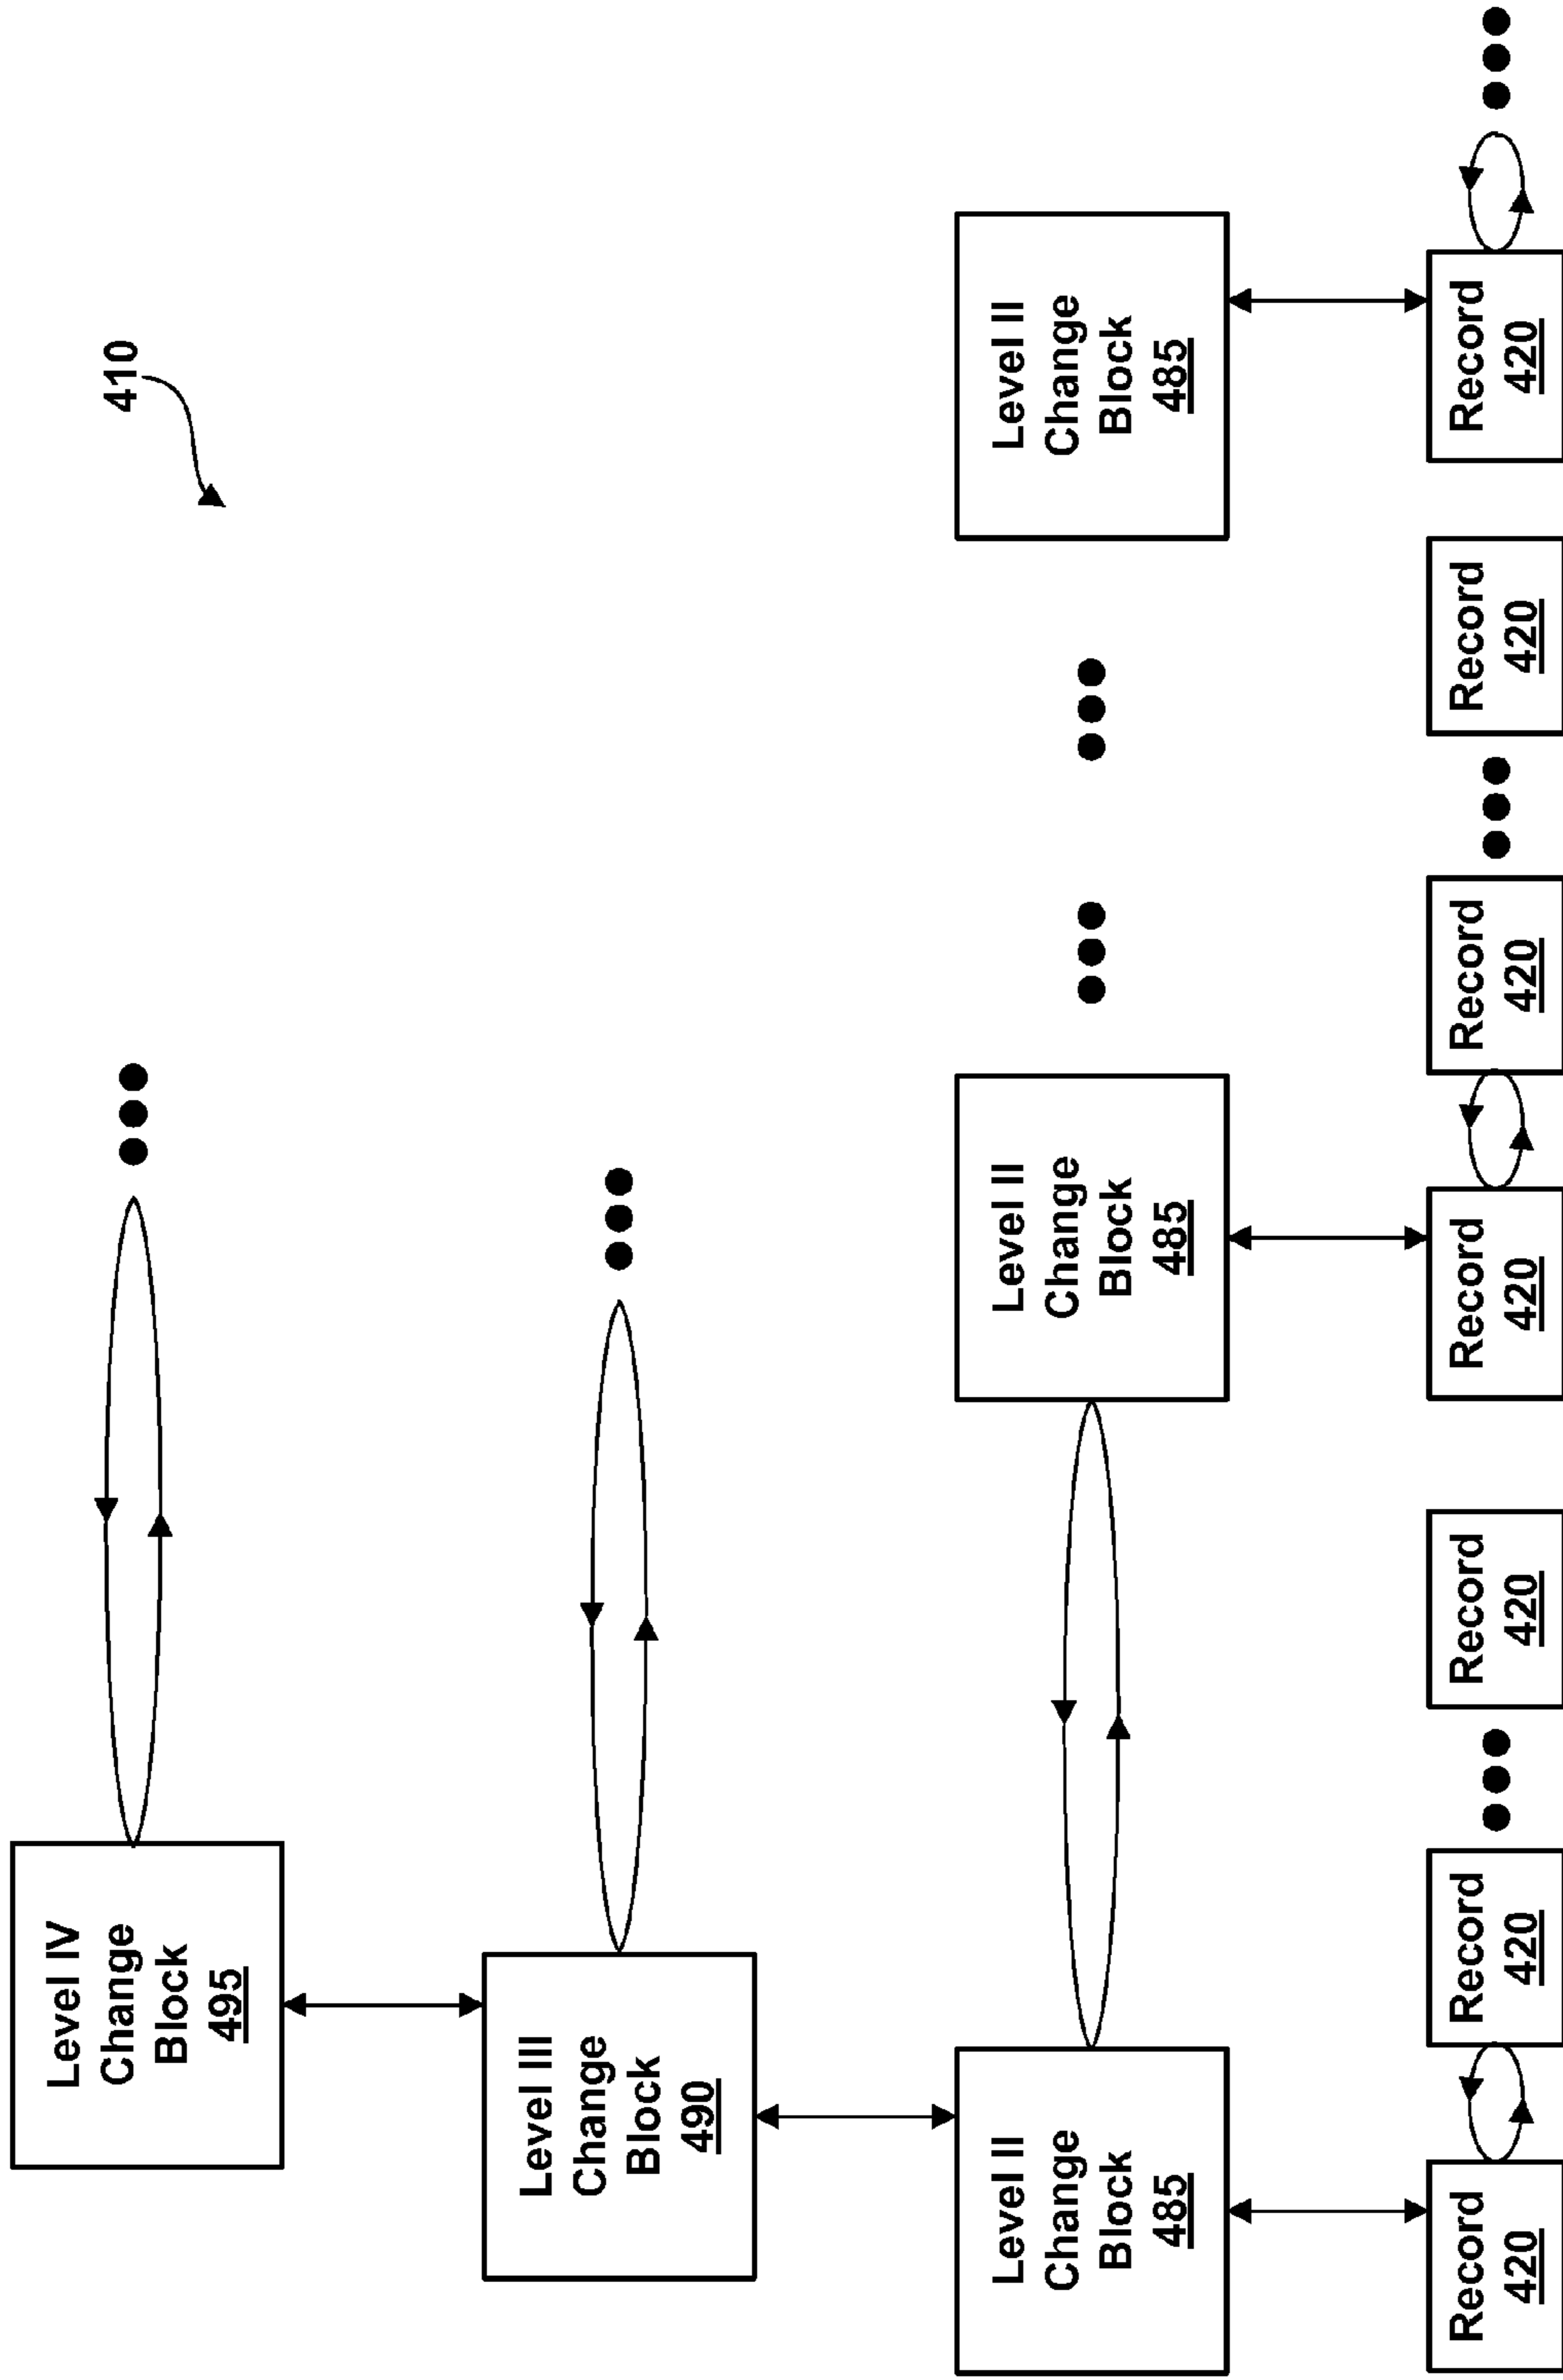 410
Level IV
Change
Block
495
Level III
Change
Block
490
Level II
Change
Block
485
Level II
Change
Block
485
Level II
Change
Block
485
Record
420
Record
420
Record
420
Record
420
Record
420
Record
420
Record
420